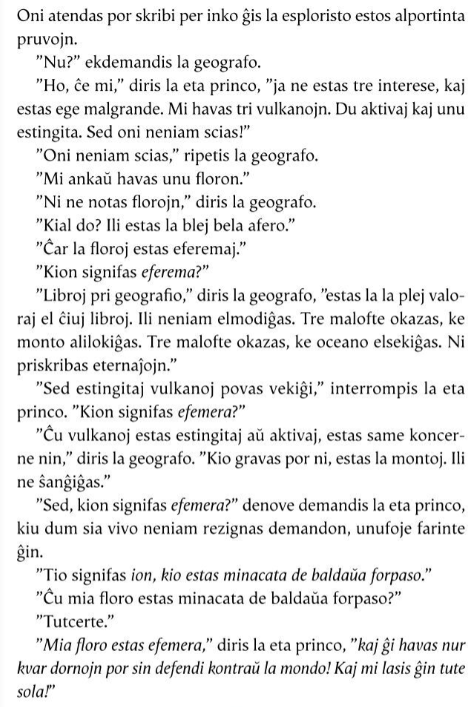 Oni atendas por skribi per inko ĝis la esploristo estos alportinta
pruvojn.
”Nu?” ekdemandis la geografo.
”Ho, ĉe mi,” diris la eta princo, ”ja ne estas tre interese, kaj
estas ege malgrande. Mi havas tri vulkanojn. Du aktivaj kaj unu
estingita. Sed oni neniam scias!”
”Oni neniam scias,” ripetis la geografo.
”Mi ankaŭ havas unu floron.”
”Ni ne notas florojn,” diris la geografo.
”Kial do? Ili estas la blej bela afero.”
”Ĉar la floroj estas eferemaj.”
”Kion signifas eferema?”
”Libroj pri geografio,” diris la geografo, ”estas la la plej valo-
raj el ĉiuj libroj. Ili neniam elmodiĝas. Tre malofte okazas, ke
monto alilokiĝas. Tre malofte okazas, ke oceano elsekiĝas. Ni
priskribas eternaĵojn.”
”Sed estingitaj vulkanoj povas vekiĝi,” interrompis la eta
princo. ”Kion signifas efemera?”
”Ĉu vulkanoj estas estingitaj aŭ aktivaj, estas same koncer-
ne nin,” diris la geografo. ”Kio gravas por ni, estas la montoj. Ili
ne ŝanĝiĝas.”
”Sed, kion signifas efemera?” denove demandis la eta princo,
kiu dum sia vivo neniam rezignas demandon, unufoje farinte
ĝin.
”Tio signifas ion, kio estas minacata de baldaŭa forpaso.”
”Ĉu mia floro estas minacata de baldaŭa forpaso?”
”Tutcerte.”
”Mia floro estas efemera,” diris la eta princo, ”kaj ĝi havas nur
kvar dornojn por sin defendi kontraŭ la mondo! Kaj mi lasis ĝin tute
sola!”